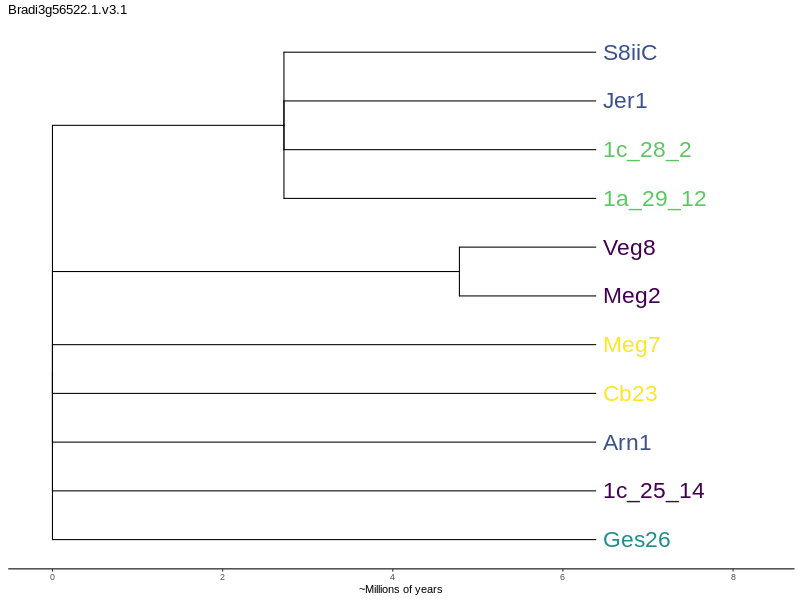 Bradi3g56522.1.v3.1
S8iiC
Jer1
1c_28_2
1a_29_12
Veg8
Meg2
Meg7
Cb23
Arn1
1c_25_14
Ges26
0 2 4 6 8
~Millions of years